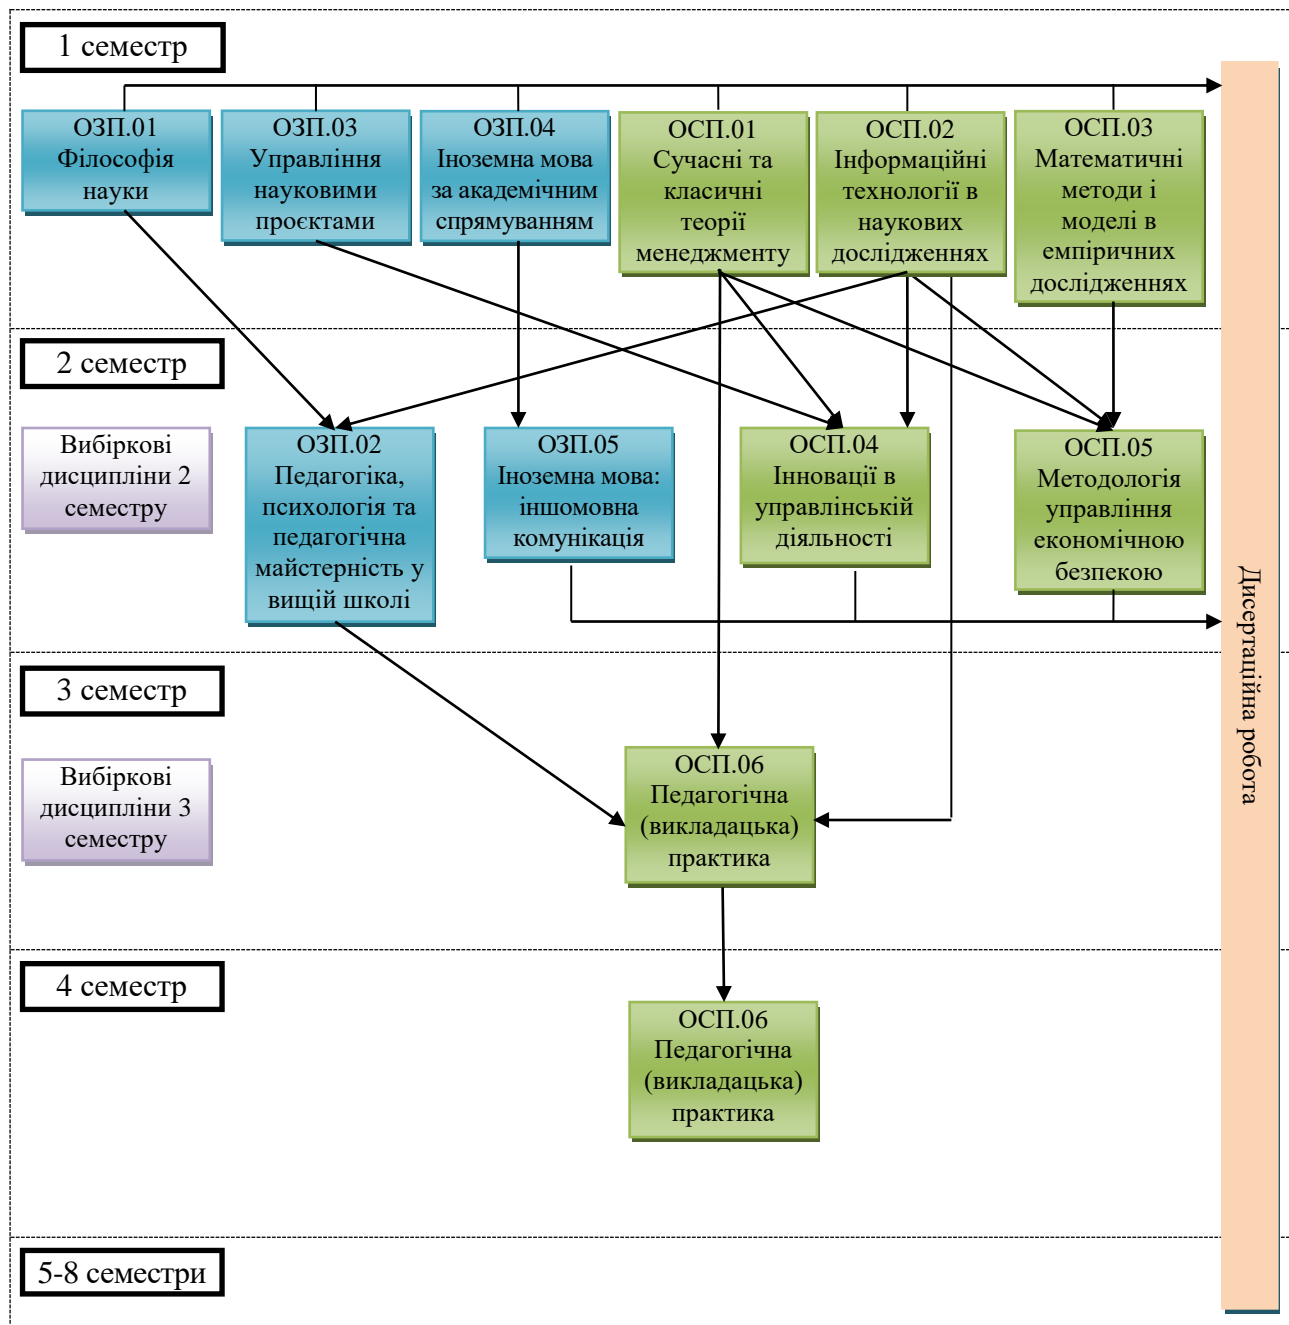 1 семестр
ОЗП.01
Філософія
науки
ОЗП.03
Управління
науковими
проєктами
ОЗП.04
Іноземна мова
за академічним
спрямуванням
ОСП.01
Сучасні та
класичні
теорії
менеджменту
ОСП.02
Інформаційні
технології в
наукових
дослідженнях
ОСП.03
Математичні
методи і
моделі в
емпіричних
дослідженнях
2 семестр
Вибіркові
дисципліни 2
семестру
ОЗП.02
Педагогіка,
психологія та
педагогічна
майстерність у
вищій школі
ОЗП.05
Іноземна мова:
іншомовна
комунікація
ОСП.04
Інновації в
управлінській
діяльності
ОСП.05
Методологія
управління
економічною
безпекою
Дисертаційна робота
3 семестр
Вибіркові
дисципліни 3
семестру
ОСП.06
Педагогічна
(викладацька)
практика
4 семестр
ОСП.06
Педагогічна
(викладацька)
практика
5-8 семестри